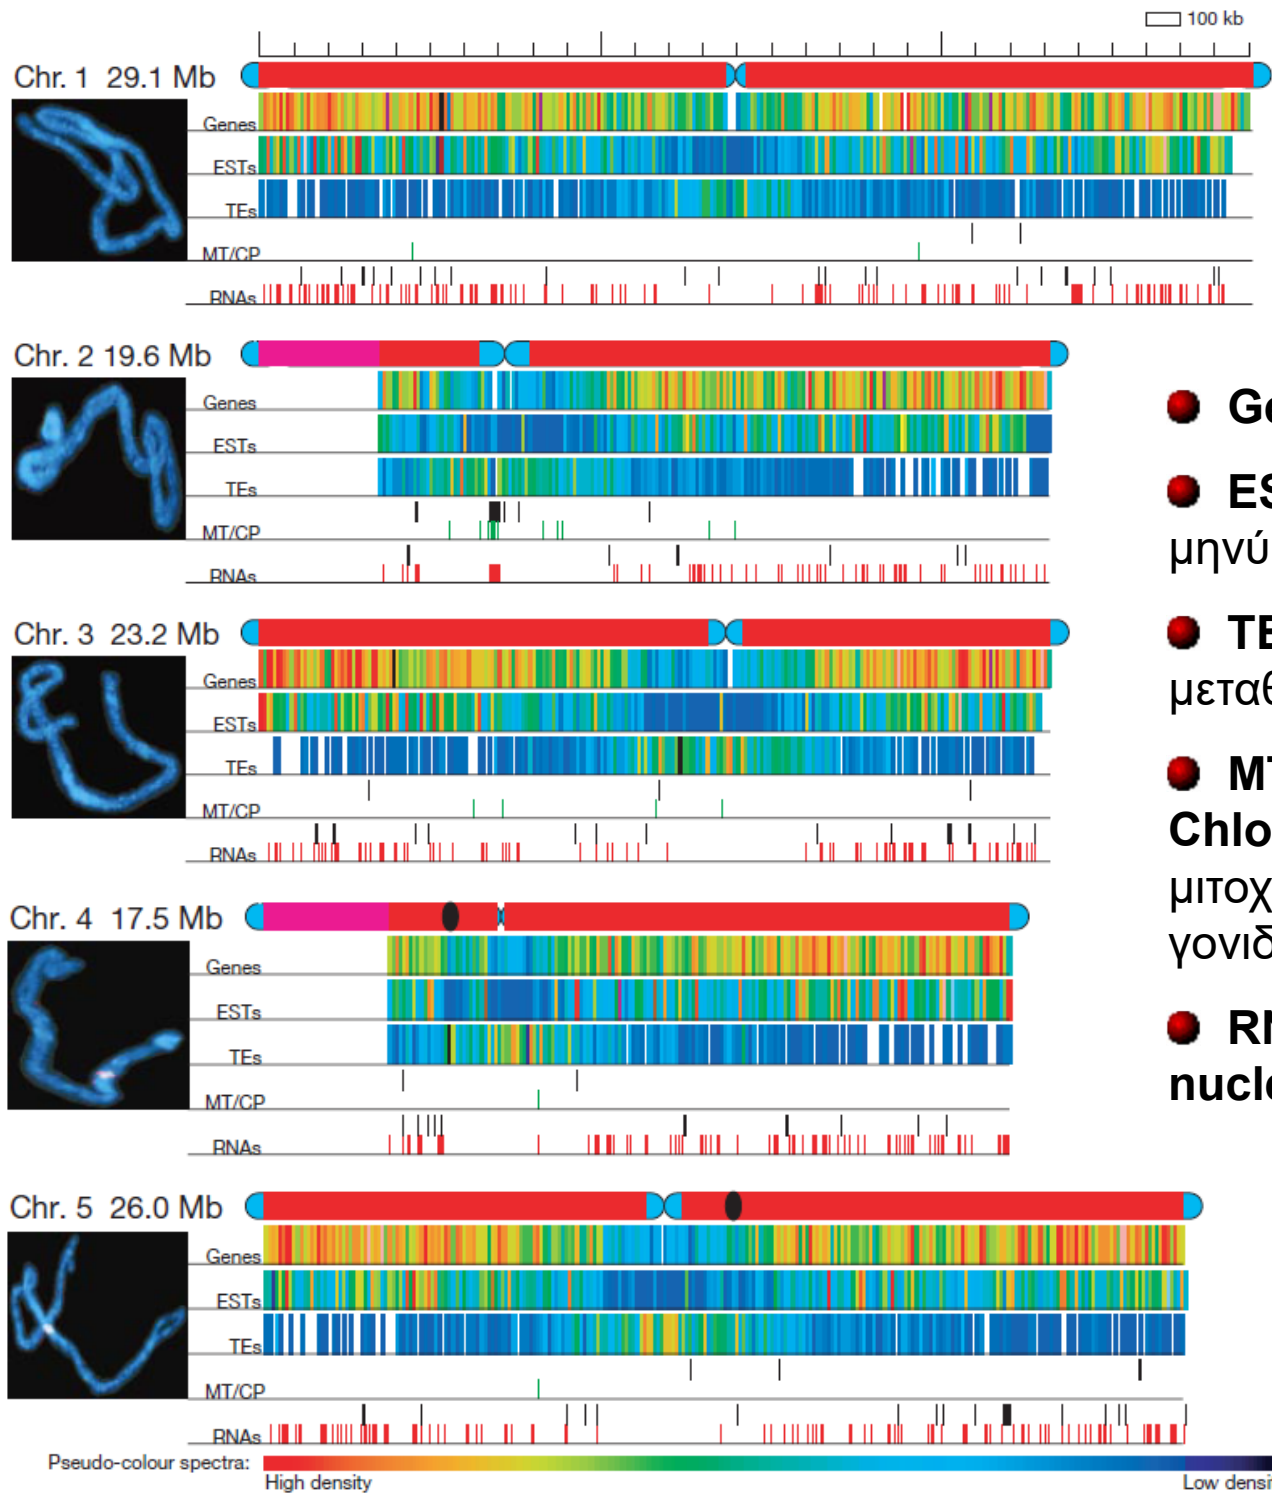 100 kb
Chr. 1 29.1 Mb
Genes
ESTs
TEs
MT/CP
RNAs
Chr. 2 19.6 Mb
Genes
ESTs
TEs
MT/CP
RNAs
Chr. 3 23.2 Mb
Genes
ESTs
TEs
MT/CP
RNAs
Chr. 4 17.5 Mb
Genes
ESTs
TEs
MT/CP
RNAs
Chr. 5 26.0 Mb
Genes
ESTs
TEs
MT/CP
RNAs
Pseudo-colour spectra:
High density
Low